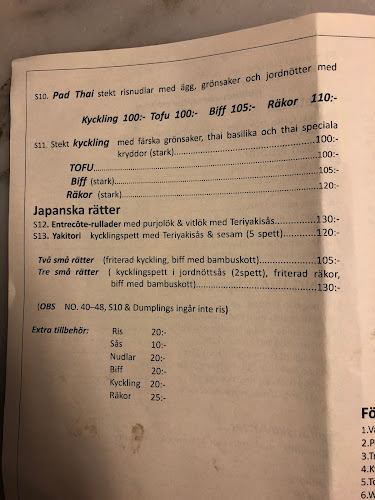 S10. Pad Thai stekt risnudlar med ägg, grönsaker och jordnötter med
Kyckling 100:- Tofu 100:- Biff 105:- Räkor 110:-
S11. Stekt kyckling med färska grönsaker, thai basilika och thai speciala
kryddor (stark)..............................100:-
TOFU..............................100:-
Biff (stark)..............................105:-
Räkor (stark)..............................120:-
Japanska rätter
S12. Entrecôte-rullader med purjolök & vitlök med Teriyakisås..........130:-
S13. Yakitori kycklingspett med Teriyakisås & sesam (5 spett)..........120:-
Två små rätter (friterad kyckling, biff med bambuskott)..............105:-
Tre små rätter ( kycklingspett i jordnöttsås (2spett), friterad räkor,
biff med bambuskott)..............................130:-
(OBS NO. 40–48, S10 & Dumplings ingår inte ris)
Extra tillbehör: Ris 20:-
Sås 10:-
Nudlar 20:-
Biff 20:-
Kyckling 20:-
Räkor 25:-
Fö
1.Vå
2.P
3.Tr
4.K
5.To
6.W